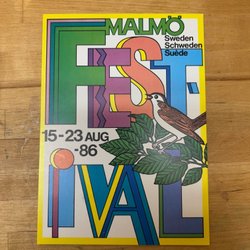 MALMÖ
Sweden
Schweden
Suède
FEST-
15-23 AUG
-86
IVAL